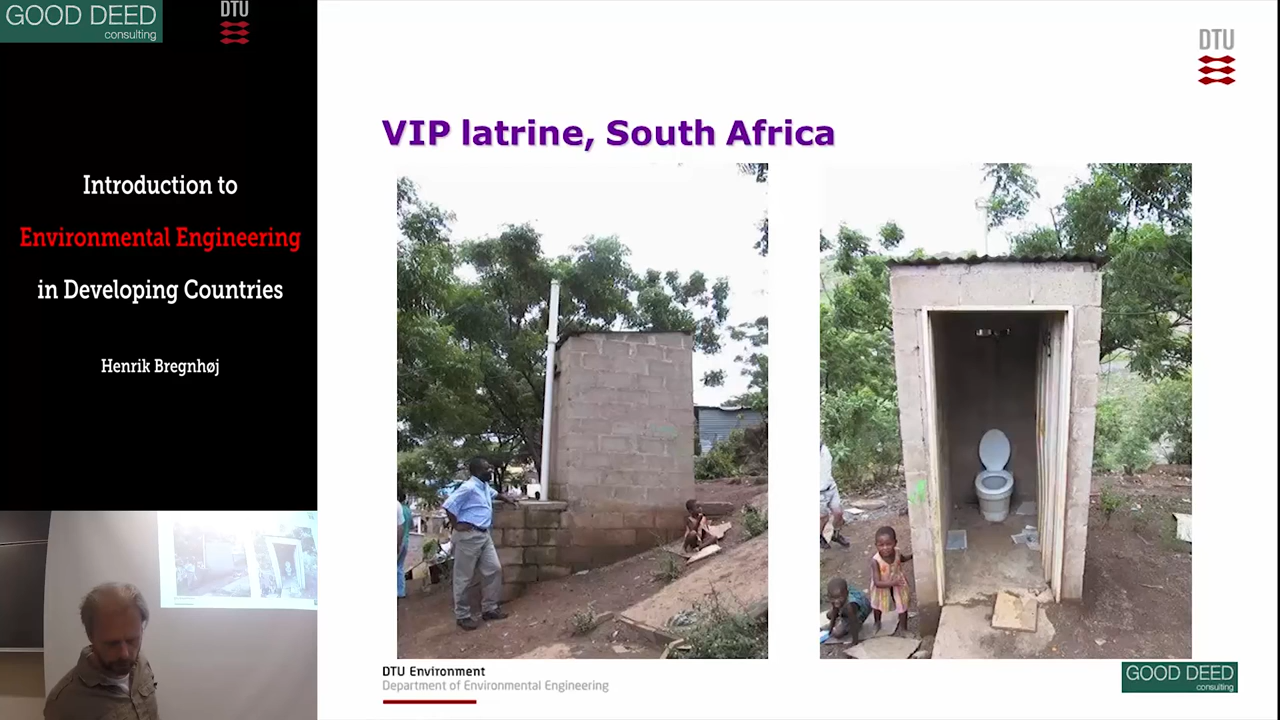 GOOD DEED
consulting
DTU
Introduction to
Environmental Engineering
in Developing Countries
Henrik Bregnhøj
DTU
VIP latrine, South Africa
DTU Environment
Department of Environmental Engineering
GOOD DEED
consulting